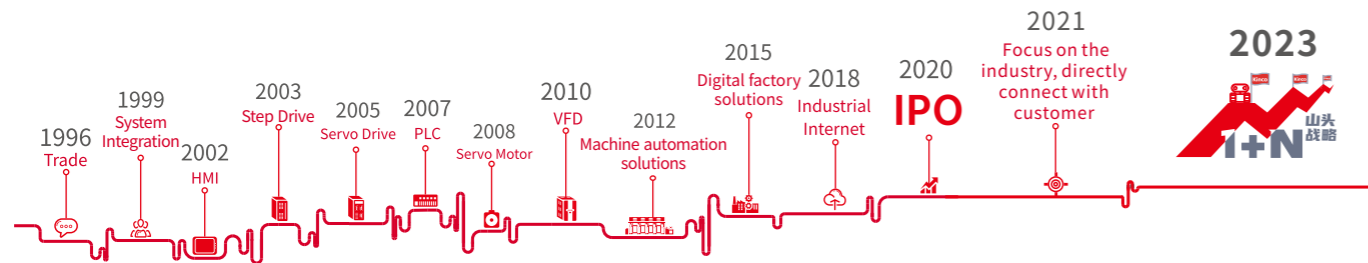 1996
Trade
1999
System
Integration
2002
HMI
2003
Step Drive
2005
Servo Drive
2007
PLC
2008
Servo Motor
2010
VFD
2012
Machine automation
solutions
2015
Digital factory
solutions
2018
Industrial
Internet
2020
IPO
2021
Focus on the
industry, directly
connect with
customer
2023
Kinco
Kinco
1+N
山头
战略